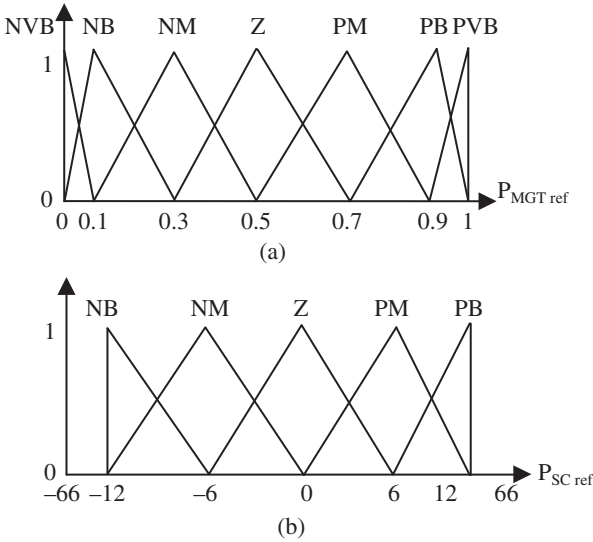 NVB NB NM Z PM PB PVB
1
0
0 0.1 0.3 0.5 0.7 0.9 1 P_MGT ref
(a)
NB NM Z PM PB
1
0
–66 –12 –6 0 6 12 66 P_SC ref
(b)